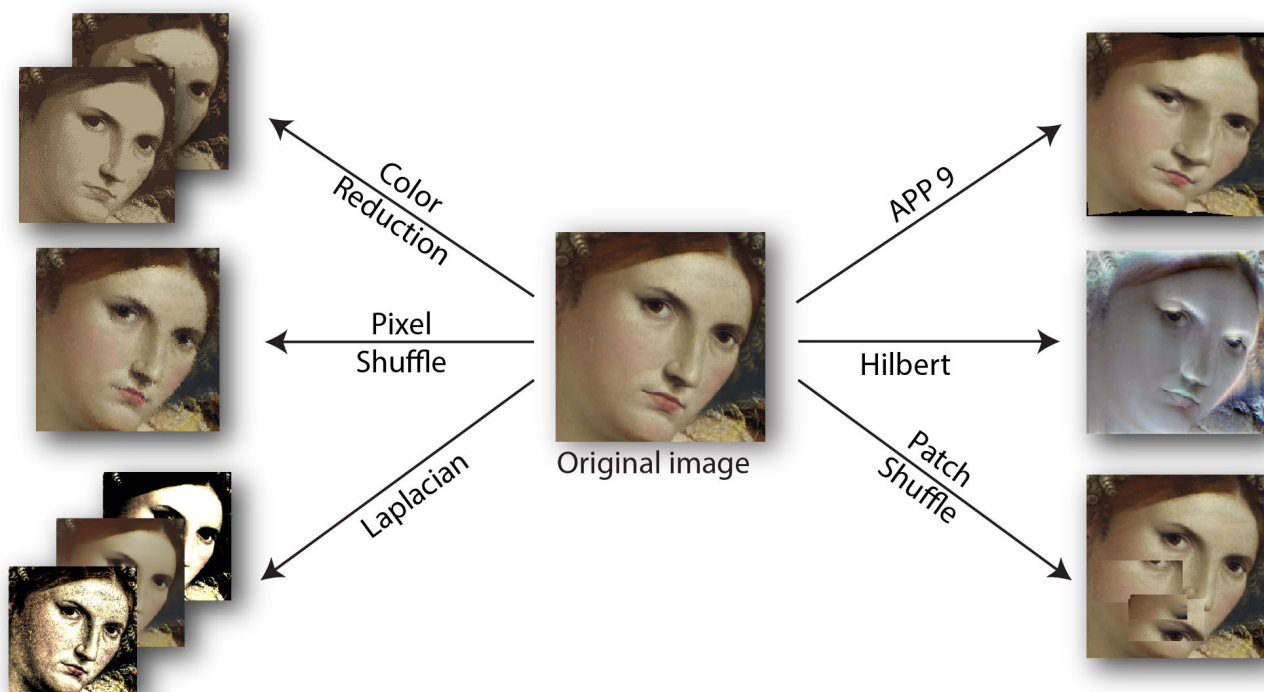 Color
Reduction
APP 9
Pixel
Shuffle
Hilbert
Original image
Laplacian
Patch
Shuffle